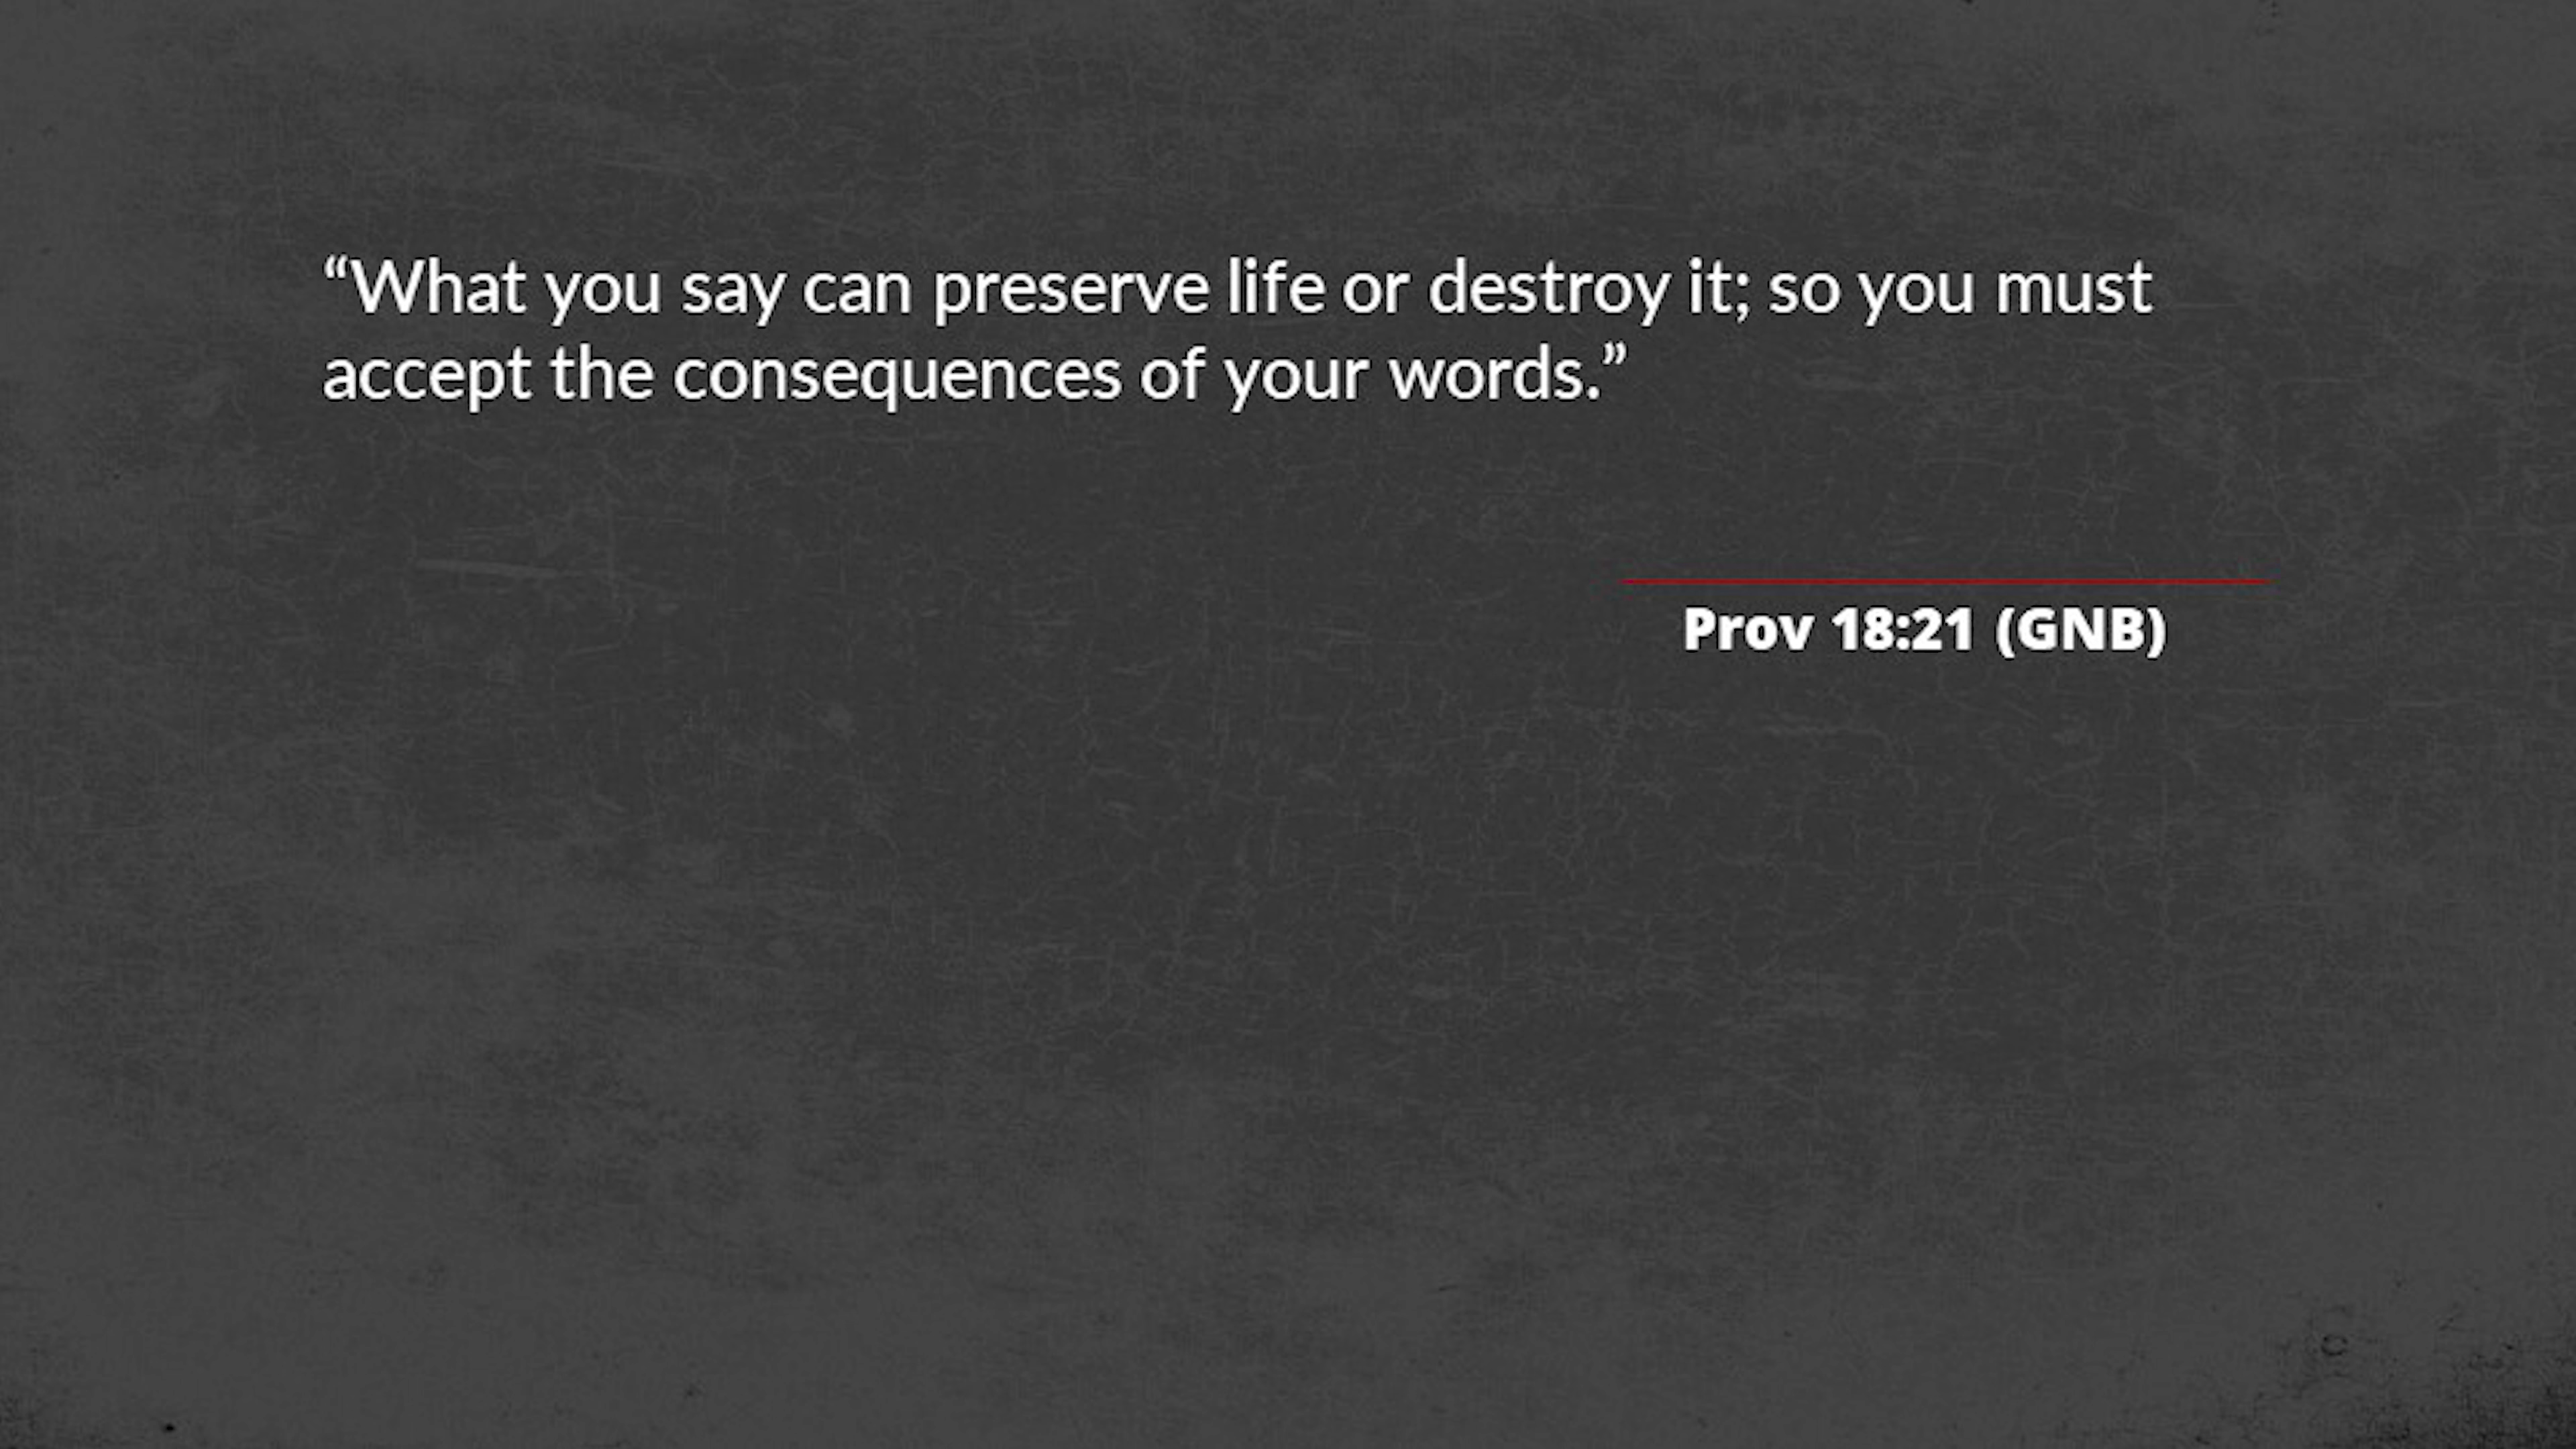 “What you say can preserve life or destroy it; so you must
accept the consequences of your words.”
Prov 18:21 (GNB)